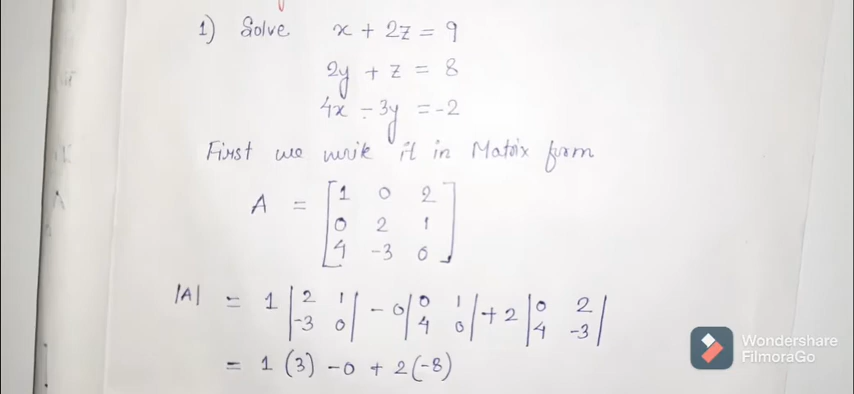 1) Solve x + 2z = 9
2y + z = 8
4x - 3y = -2
First we write it in Matrix form
A = [1 0 2
0 2 1
4 -3 0]
|A| = 1 |2 1 -3 0| - 0 |0 1 4 0| + 2 |0 2 4 -3|
= 1 (3) - 0 + 2(-8)
Wondershare
FilmoraGo